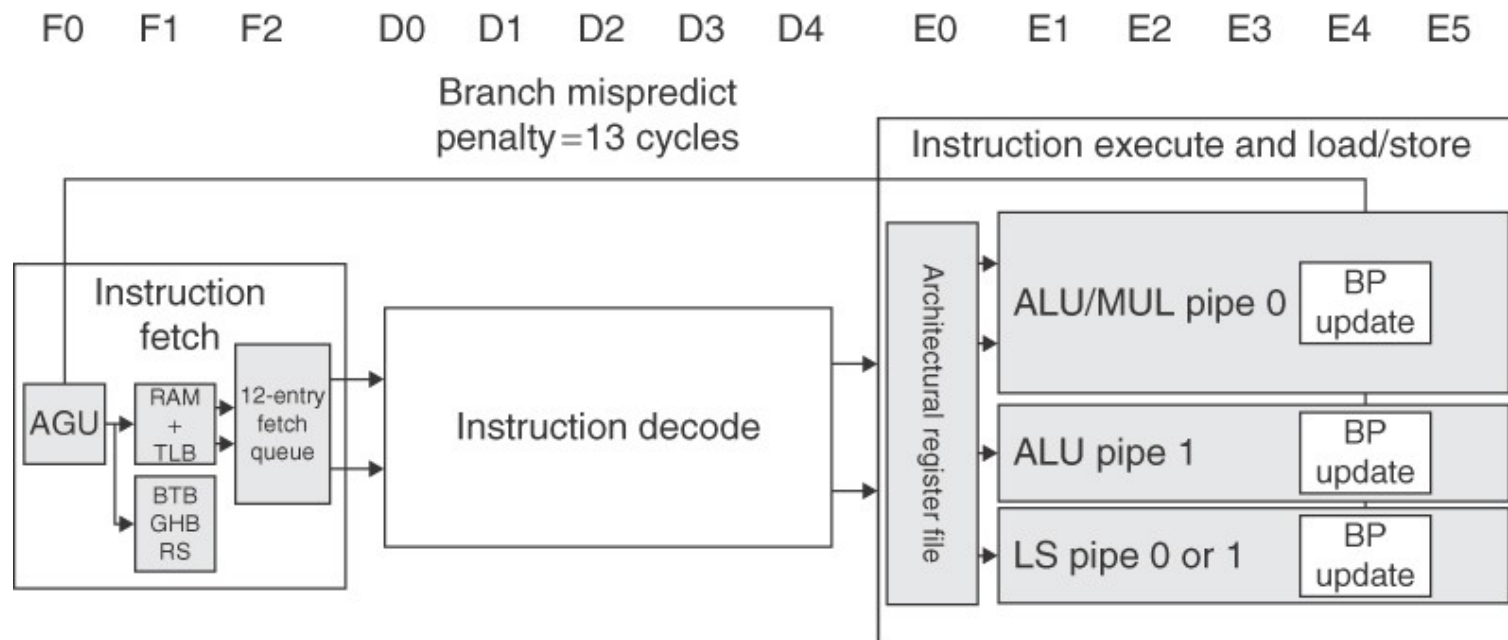 F0 F1 F2 D0 D1 D2 D3 D4 E0 E1 E2 E3 E4 E5
Branch mispredict
penalty=13 cycles
Instruction execute and load/store
Instruction
fetch
AGU
RAM
+
TLB
BTB
GHB
RS
12-entry
fetch
queue
Instruction decode
Architectural register file
ALU/MUL pipe 0
BP
update
ALU pipe 1
BP
update
LS pipe 0 or 1
BP
update